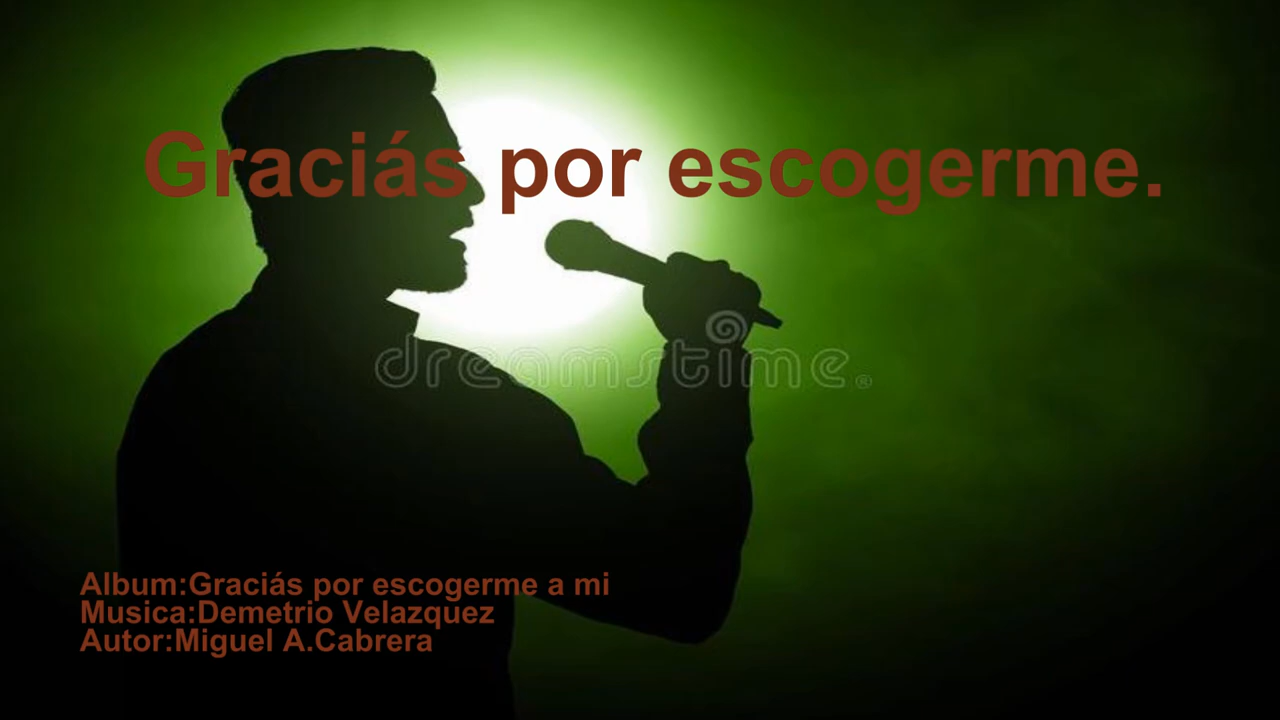 Graciás por escogerme.
dreamstime.
Album:Graciás por escogerme a mi
Musica:Demetrio Velazquez
Autor:Miguel A.Cabrera